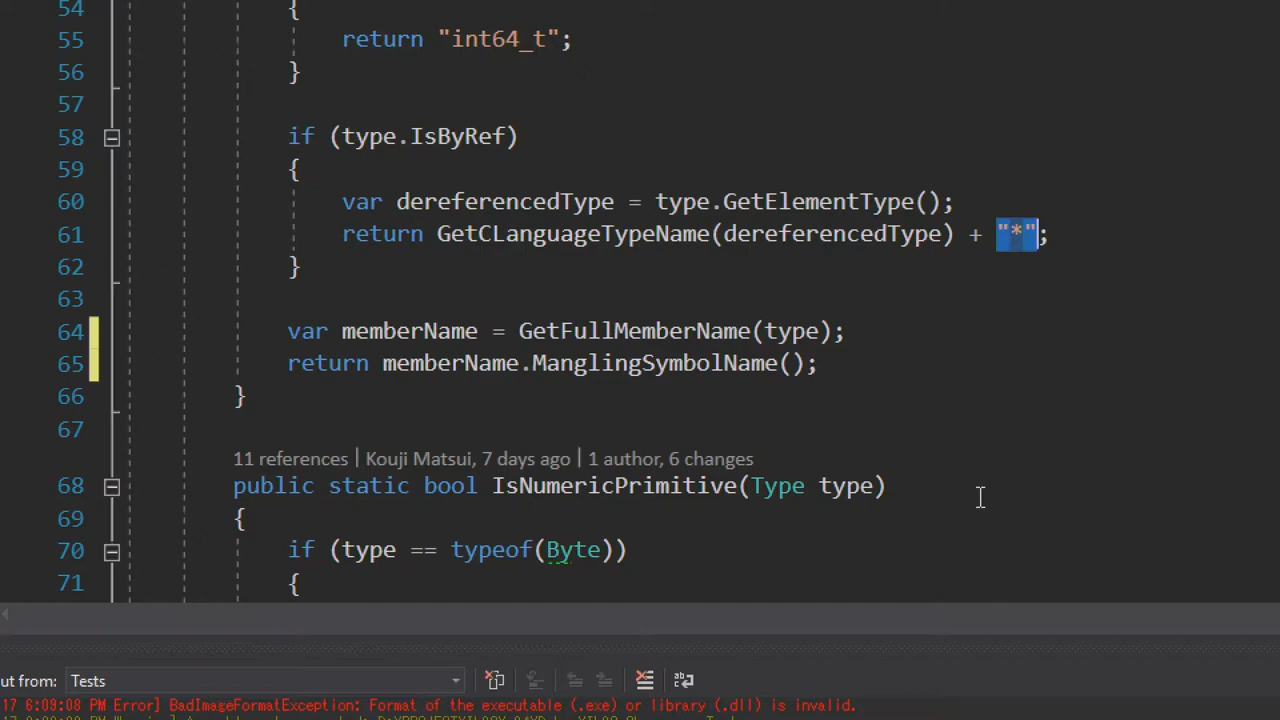 54 {
55 return "int64_t";
56 }
57
58 if (type.IsByRef)
59 {
60 var dereferencedType = type.GetElementType();
61 return GetCLanguageTypeName(dereferencedType) + "*";
62 }
63
64 var memberName = GetFullMemberName(type);
65 return memberName.ManglingSymbolName();
66 }
67
11 references | Kouji Matsui, 7 days ago | 1 author, 6 changes
68 public static bool IsNumericPrimitive(Type type)
69 {
70 if (type == typeof(Byte))
71 {
ut from: Tests
17 6:09:08 PM Error] BadImageFormatException: Format of the executable (.exe) or library (.dll) is invalid.